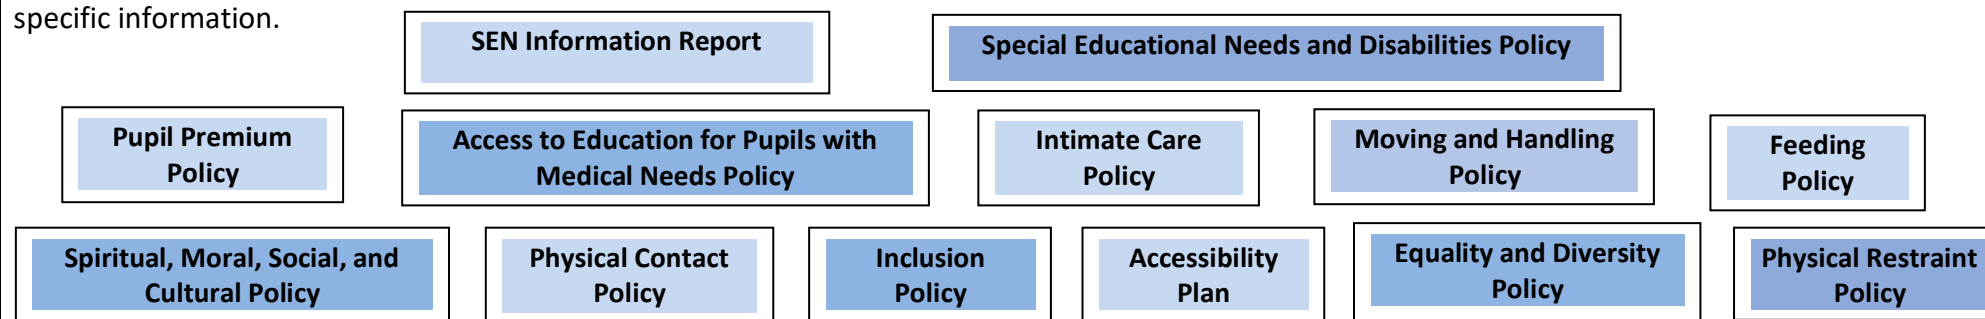 specific information.
SEN Information Report
Special Educational Needs and Disabilities Policy
Pupil Premium
Policy
Access to Education for Pupils with
Medical Needs Policy
Intimate Care
Policy
Moving and Handling
Policy
Feeding
Policy
Spiritual, Moral, Social, and
Cultural Policy
Physical Contact
Policy
Inclusion
Policy
Accessibility
Plan
Equality and Diversity
Policy
Physical Restraint
Policy